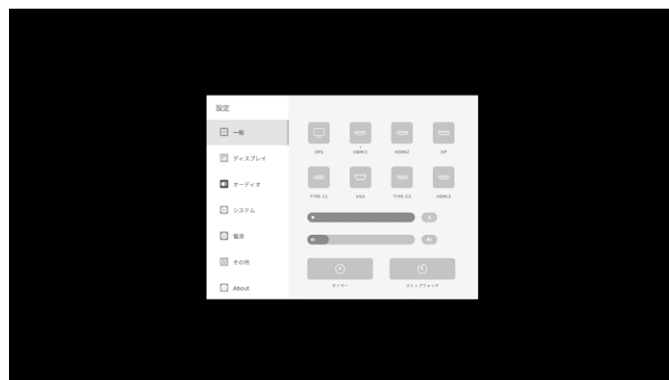 設定
一般
ディスプレイ
オーディオ
システム
電源
その他
About
OPS
HDMI1
HDMI2
DP
TYPE-C1
VGA
TYPE-C2
HDMI3
タイマー
ストップウォッチ